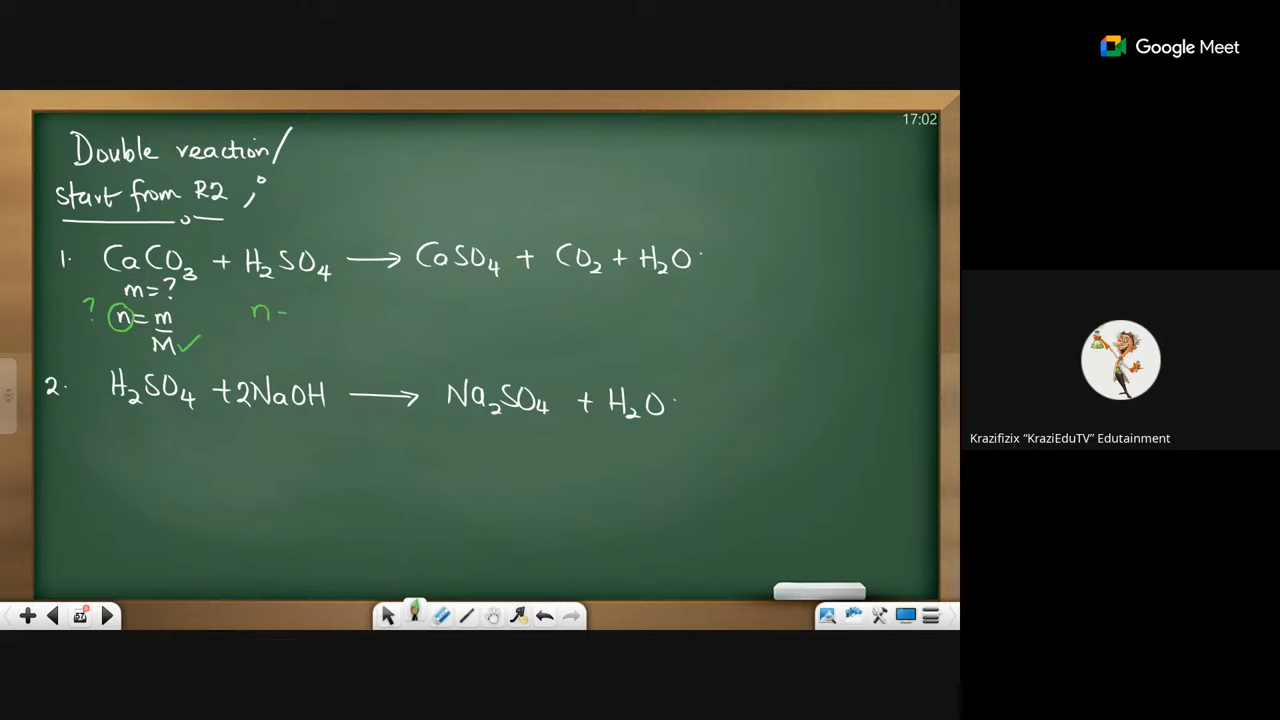 Google Meet
17:02
Double reaction/
start from R2 ;
1. CaCO₃ + H₂SO₄ ⟶ CaSO₄ + CO₂ + H₂O.
m = ?
? n = m
M ✓
n -
2. H₂SO₄ + 2NaOH ⟶ Na₂SO₄ + H₂O.
57
Krazifizix “KraziEduTV” Edutainment